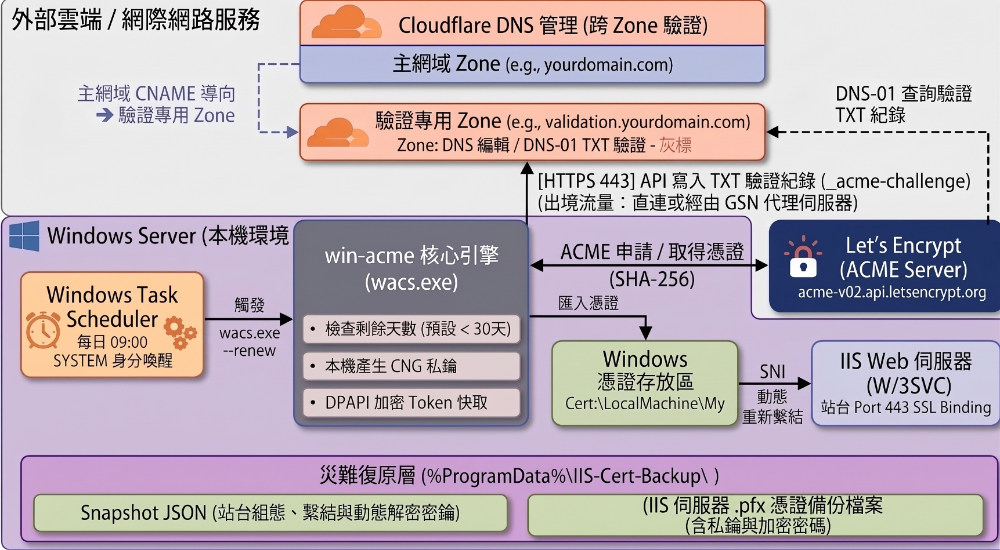 外部雲端 / 網際網路服務
Cloudflare DNS 管理 (跨 Zone 驗證)
主網域 Zone (e.g., yourdomain.com)
主網域 CNAME 導向
➔ 驗證專用 Zone
驗證專用 Zone (e.g., validation.yourdomain.com)
Zone: DNS 編輯 / DNS-01 TXT 驗證 - 灰標
DNS-01 查詢驗證
TXT 紀錄
[HTTPS 443] API 寫入 TXT 驗證紀錄 (_acme-challenge)
(出境流量：直連或經由 GSN 代理伺服器)
Windows Server (本機環境
win-acme 核心引擎
(wacs.exe)
• 檢查剩餘天數 (預設 < 30天)
• 本機產生 CNG 私鑰
• DPAPI 加密 Token 快取
Windows Task
Scheduler
每日 09:00
SYSTEM 身分喚醒
觸發
wacs.exe
--renew
ACME 申請 / 取得憑證
(SHA-256)
Let's Encrypt
(ACME Server)
acme-v02.api.letsencrypt.org
匯入憑證
Windows
憑證存放區
Cert:\LocalMachine\My
SNI
動態
重新繫結
IIS Web 伺服器
(W/3SVC)
站台 Port 443 SSL Binding
災難復原層 (%ProgramData%\IIS-Cert-Backup\ )
Snapshot JSON (站台組態、繫結與動態解密密鑰)
(IIS 伺服器 .pfx 憑證備份檔案
(含私鑰與加密密碼)